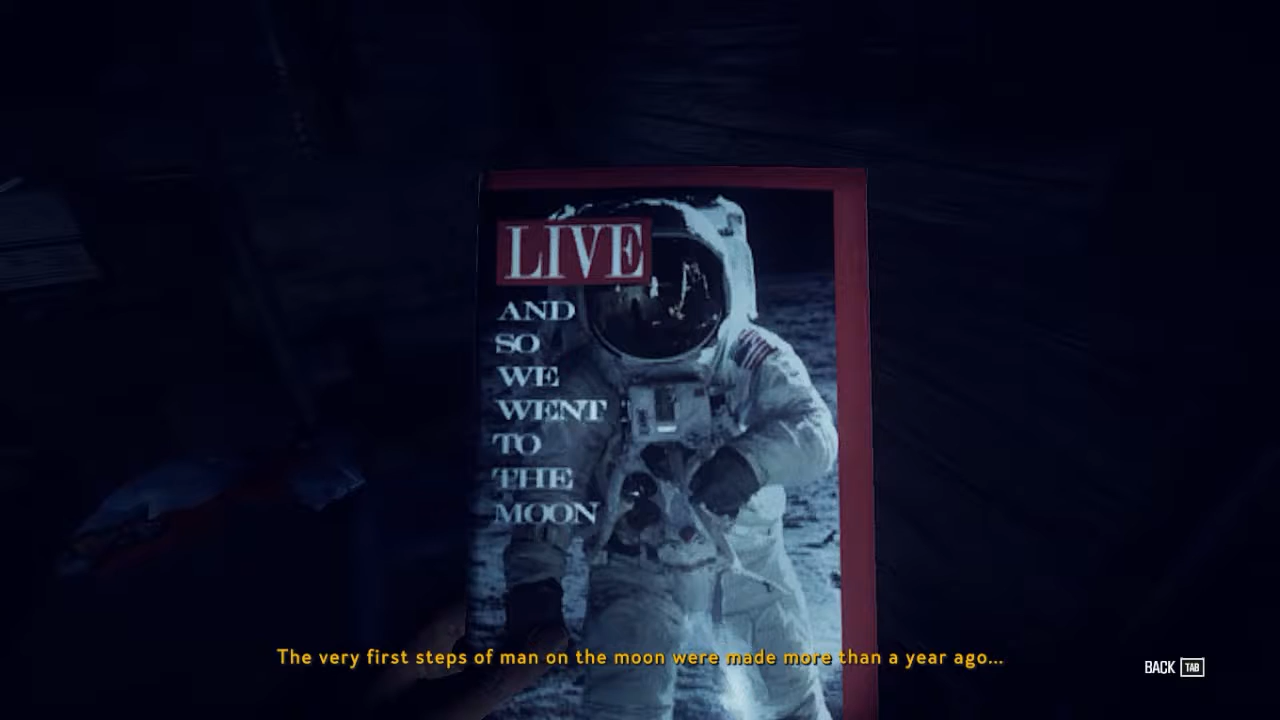 LIVE
AND
SO
WE
WENT
TO
THE
MOON
The very first steps of man on the moon were made more than a year ago...
BACK TAB